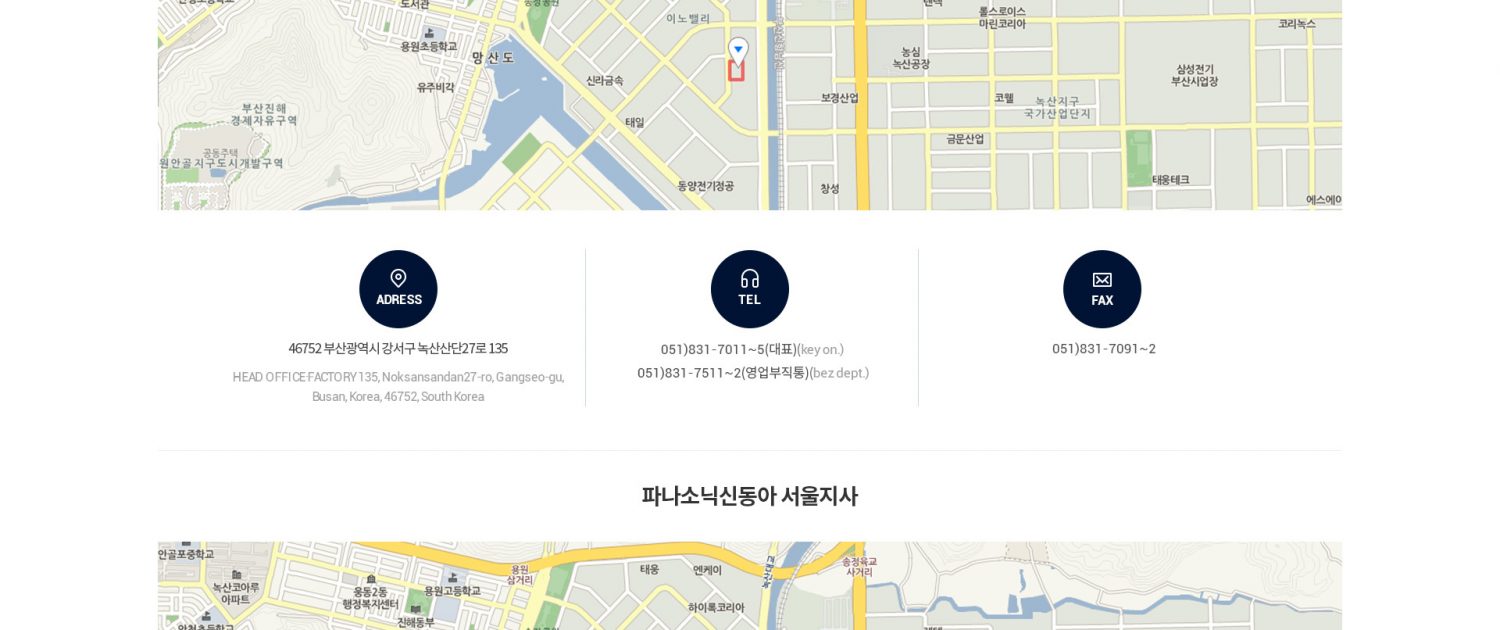 도서관
렌텍
롤스로이스
마린코리아
이노밸리
코리녹스
용원초등학교
망산도
농심
녹산공장
신라금속
삼성전기
부산시업장
유주비각
보경산업
코웰
녹산지구
국가산업단지
부산진해
경제자유구역
태일
금문산업
공동주택
원안골지구도시개발구역
동양전기정공
창성
태웅테크
에스에이
ADRESS
46752 부산광역시 강서구 녹산산단27로 135
HEAD OFFICE·FACTORY 135, Noksansandan27-ro, Gangseo-gu,
Busan, Korea, 46752, South Korea
TEL
051)831-7011~5(대표)(key on.)
051)831-7511~2(영업부직통)(bez dept.)
FAX
051)831-7091~2
파나소닉신동아 서울지사
안골포중학교
용원
삼거리
태웅
엔케이
녹산대교
송정육교
사거리
녹산코아루
아파트
웅동2동
행정복지센터
용원고등학교
하이록코리아
진해동부